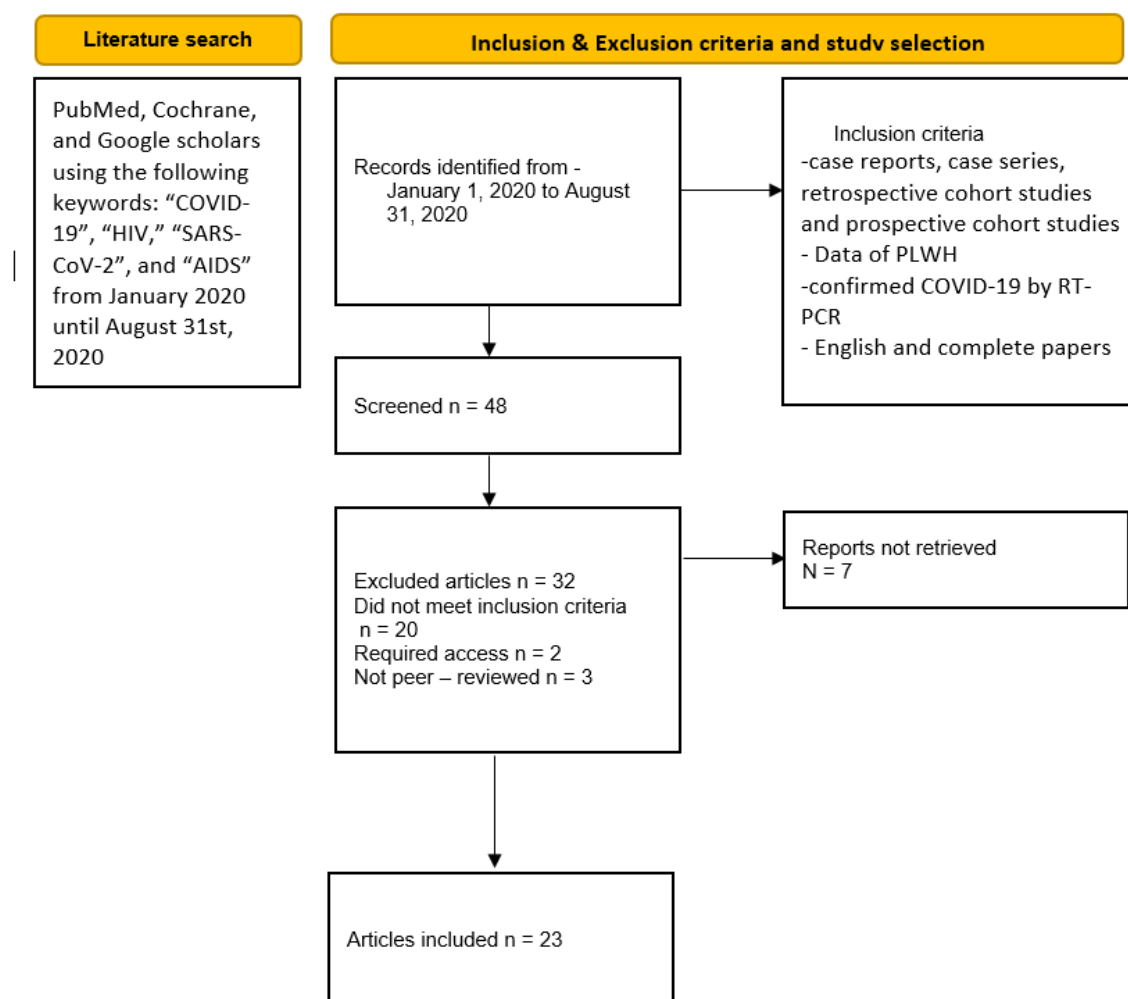 Literature search
Inclusion & Exclusion criteria and studv selection
PubMed, Cochrane,
and Google scholars
using the following
keywords: “COVID-
19”, “HIV,” “SARS-
CoV-2”, and “AIDS”
from January 2020
until August 31st,
2020
Records identified from -
January 1, 2020 to August
31, 2020
Inclusion criteria
-case reports, case series,
retrospective cohort studies
and prospective cohort studies
- Data of PLWH
-confirmed COVID-19 by RT-
PCR
- English and complete papers
Screened n = 48
Excluded articles n = 32
Did not meet inclusion criteria
n = 20
Required access n = 2
Not peer – reviewed n = 3
Reports not retrieved
N = 7
Articles included n = 23